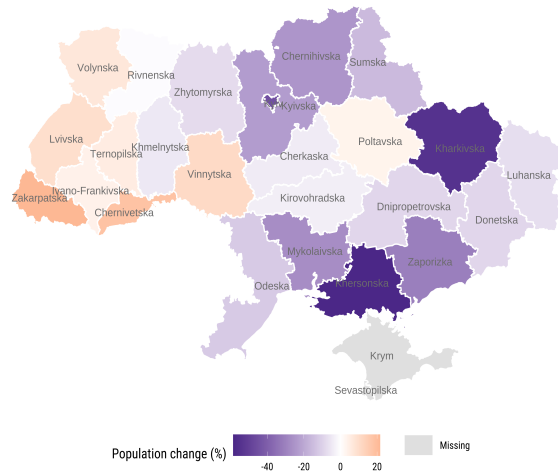 Chernihivska
Sumska
Volynska
Rivnenska
Zhytomyrska
Kyivska
Lvivska
Ternopilska
Khmelnytska
Cherkaska
Poltavska
Kharkivska
Luhanska
Zakarpatska
Ivano-Frankivska
Vinnytska
Kirovohradska
Chernivetska
Dnipropetrovska
Donetska
Mykolaivska
Zaporizka
Odeska
Khersonska
Krym
Sevastopilska
Population change (%)
-40 -20 0 20
Missing